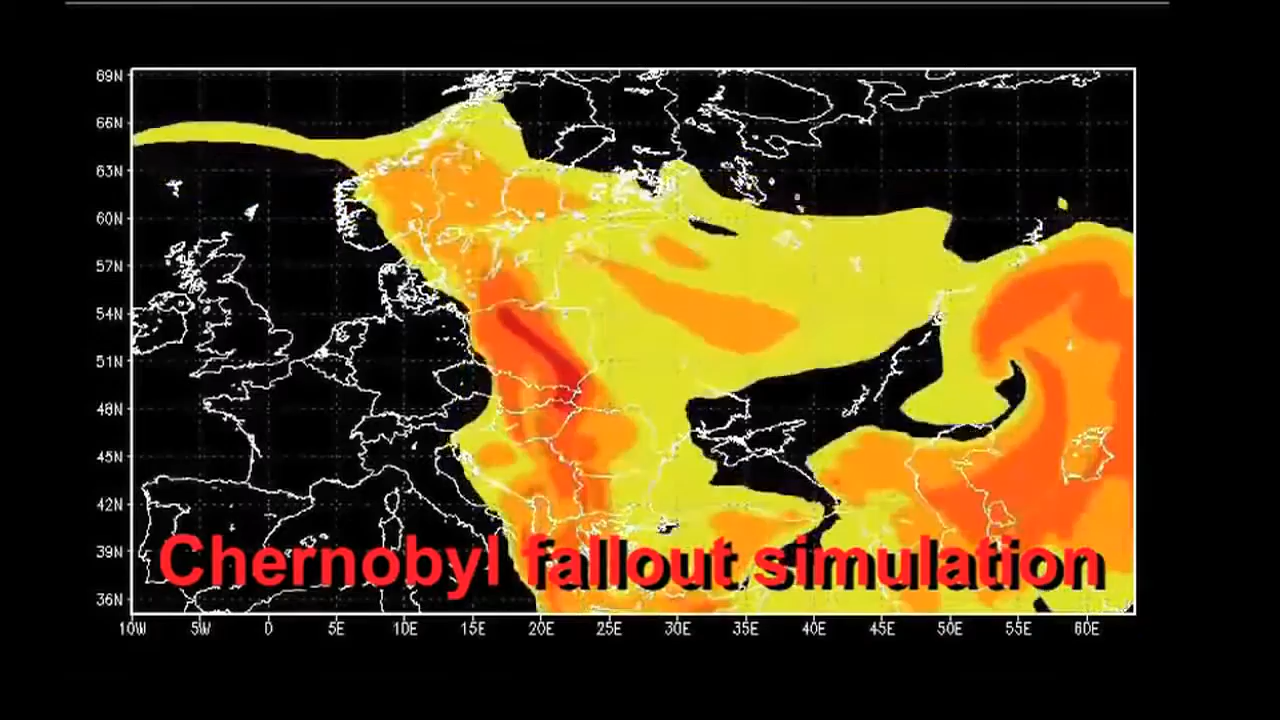 69N
66N
63N
60N
57N
54N
51N
48N
45N
42N
39N
36N
Chernobyl fallout simulation
10W 5W 0 5E 10E 15E 20E 25E 30E 35E 40E 45E 50E 55E 60E